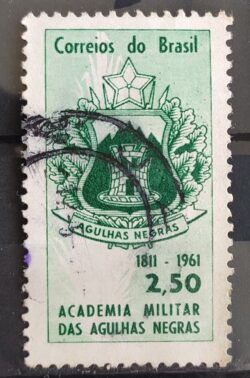 Correios do Brasil
AGULHAS NEGRAS
1811 - 1961
2,50
ACADEMIA MILITAR
DAS AGULHAS NEGRAS